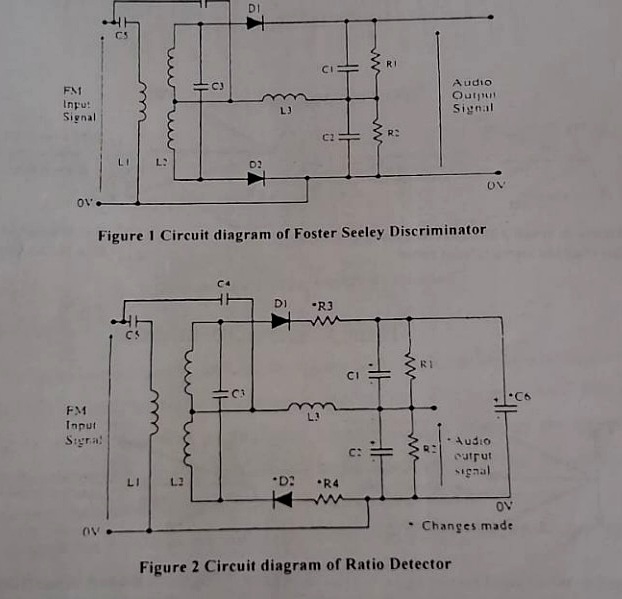 D1
C5
FM
Input
Signal
C3
C1
R1
L3
Audio
Output
Signal
C2
R2
L1
L2
D2
0V
0V
Figure 1 Circuit diagram of Foster Seeley Discriminator
C4
D1
*R3
C5
C1
R1
C3
*C6
L3
FM
Input
Signal
C2
R2
Audio
output
signal
L1
L2
*D2
*R4
0V
0V
* Changes made
Figure 2 Circuit diagram of Ratio Detector